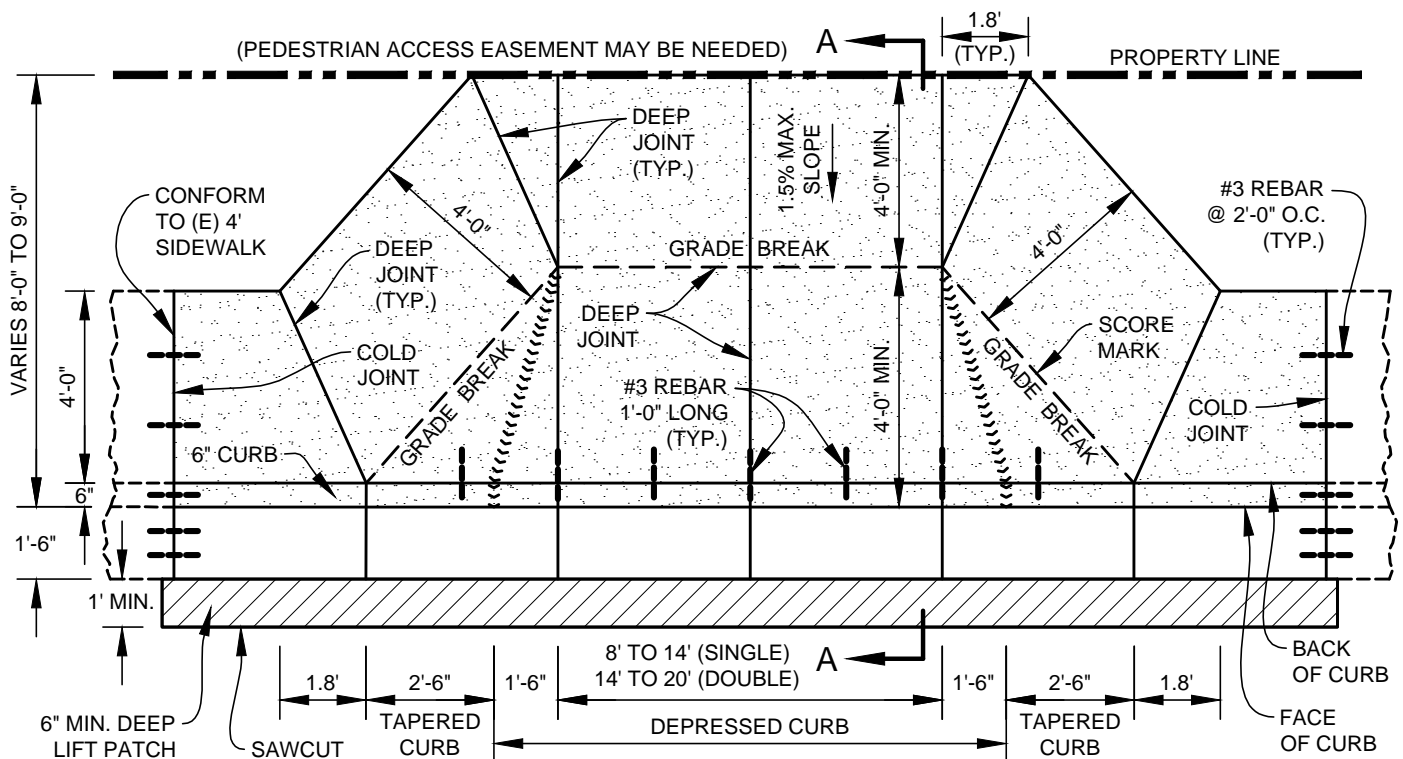 1.8'
(TYP.)
A
(PEDESTRIAN ACCESS EASEMENT MAY BE NEEDED)
PROPERTY LINE
DEEP
JOINT
(TYP.)
1.5% MAX.
SLOPE
4'-0" MIN.
#3 REBAR
@ 2'-0" O.C.
(TYP.)
CONFORM
TO (E) 4'
SIDEWALK
4'-0"
4'-0"
VARIES 8'-0" TO 9'-0"
DEEP
JOINT
(TYP.)
GRADE BREAK
DEEP
JOINT
SCORE
MARK
4'-0"
COLD
JOINT
GRADE BREAK
#3 REBAR
1'-0" LONG
(TYP.)
4'-0" MIN.
GRADE BREAK
COLD
JOINT
6" CURB
6"
1'-6"
1' MIN.
8' TO 14' (SINGLE)
14' TO 20' (DOUBLE)
A
BACK
OF CURB
1.8'
2'-6"
1'-6"
1'-6"
2'-6"
1.8'
6" MIN. DEEP
LIFT PATCH
SAWCUT
TAPERED
CURB
DEPRESSED CURB
TAPERED
CURB
FACE
OF CURB